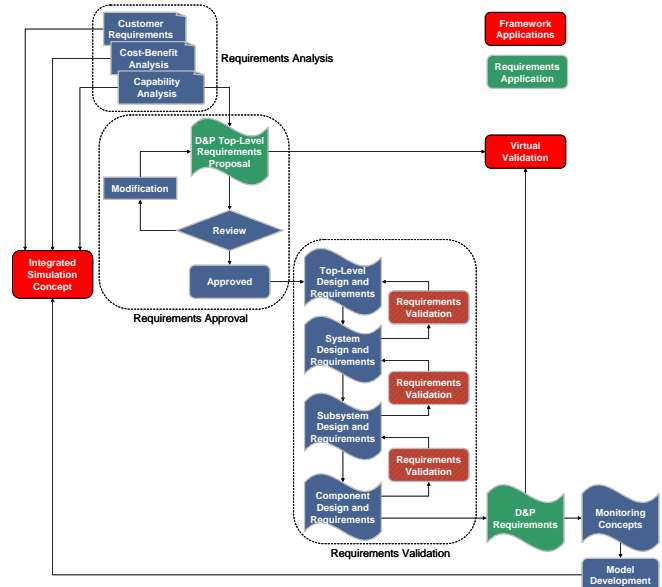 Customer
Requirements
Cost-Benefit
Analysis
Capability
Analysis
Requirements Analysis
Framework
Applications
Requirements
Application
D&P Top-Level
Requirements
Proposal
Virtual
Validation
Modification
Review
Approved
Requirements Approval
Integrated
Simulation
Concept
Top-Level
Design and
Requirements
Requirements
Validation
System
Design and
Requirements
Requirements
Validation
Subsystem
Design and
Requirements
Requirements
Validation
Component
Design and
Requirements
Requirements Validation
D&P
Requirements
Monitoring
Concepts
Model
Development